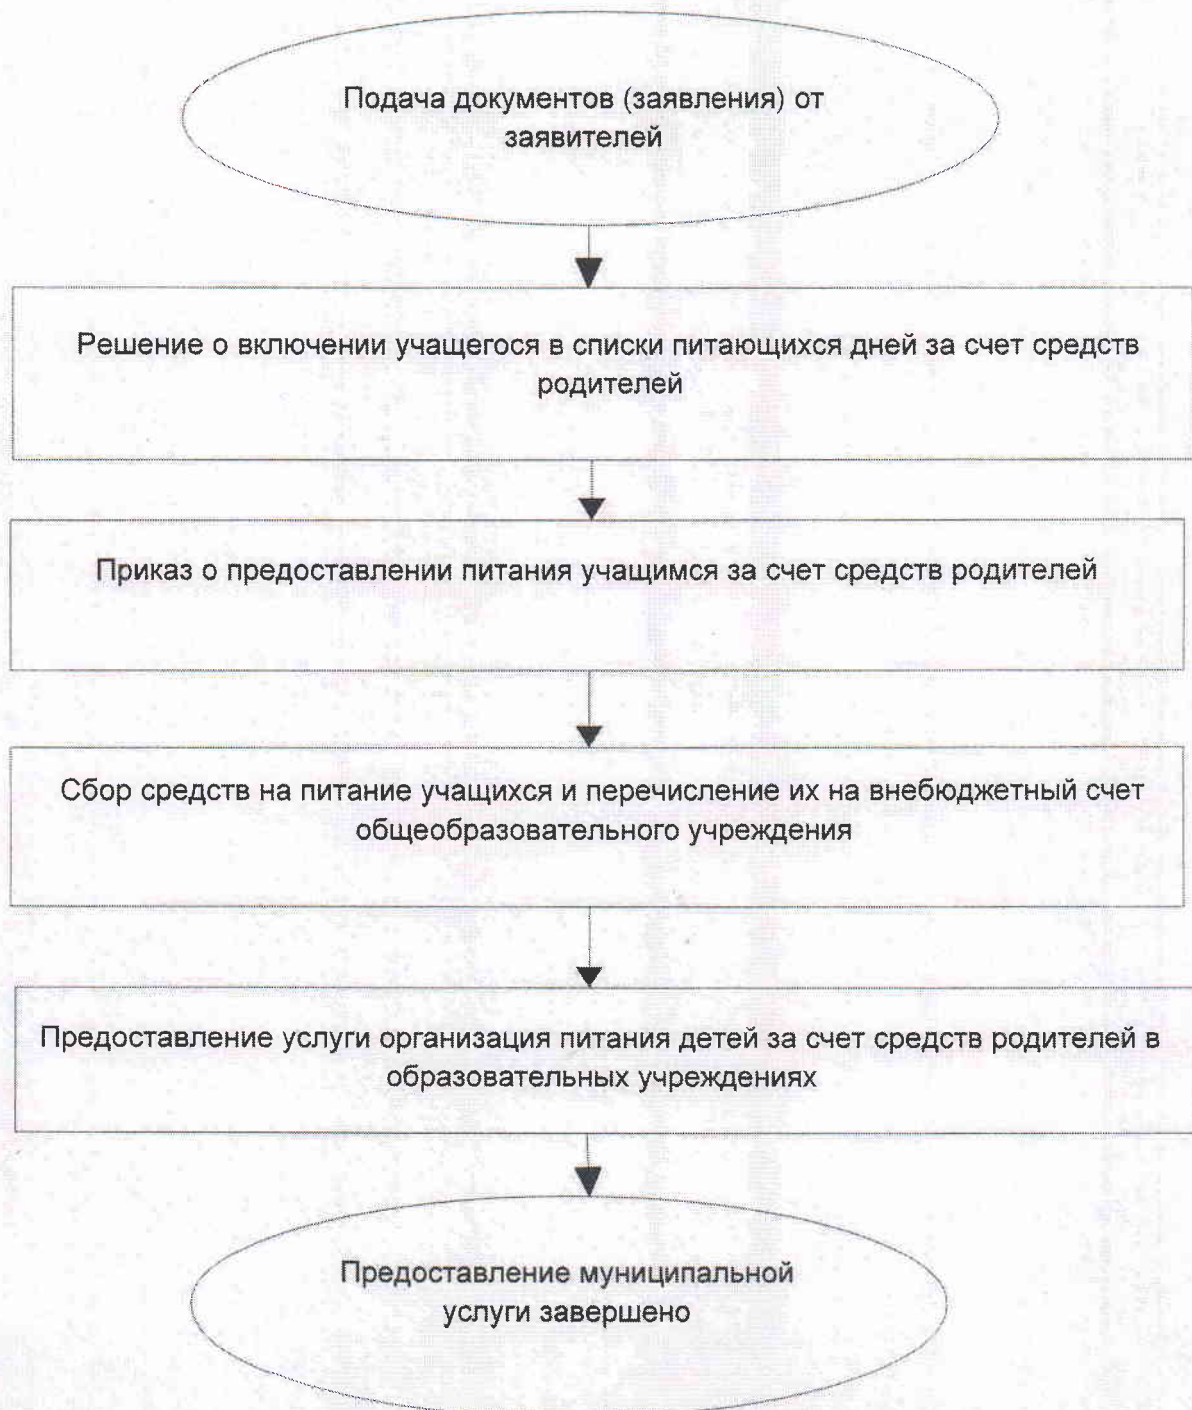 Подача документов (заявления) от
заявителей
Решение о включении учащегося в списки питающихся дней за счет средств
родителей
Приказ о предоставлении питания учащимся за счет средств родителей
Сбор средств на питание учащихся и перечисление их на внебюджетный счет
общеобразовательного учреждения
Предоставление услуги организация питания детей за счет средств родителей в
образовательных учреждениях
Предоставление муниципальной
услуги завершено